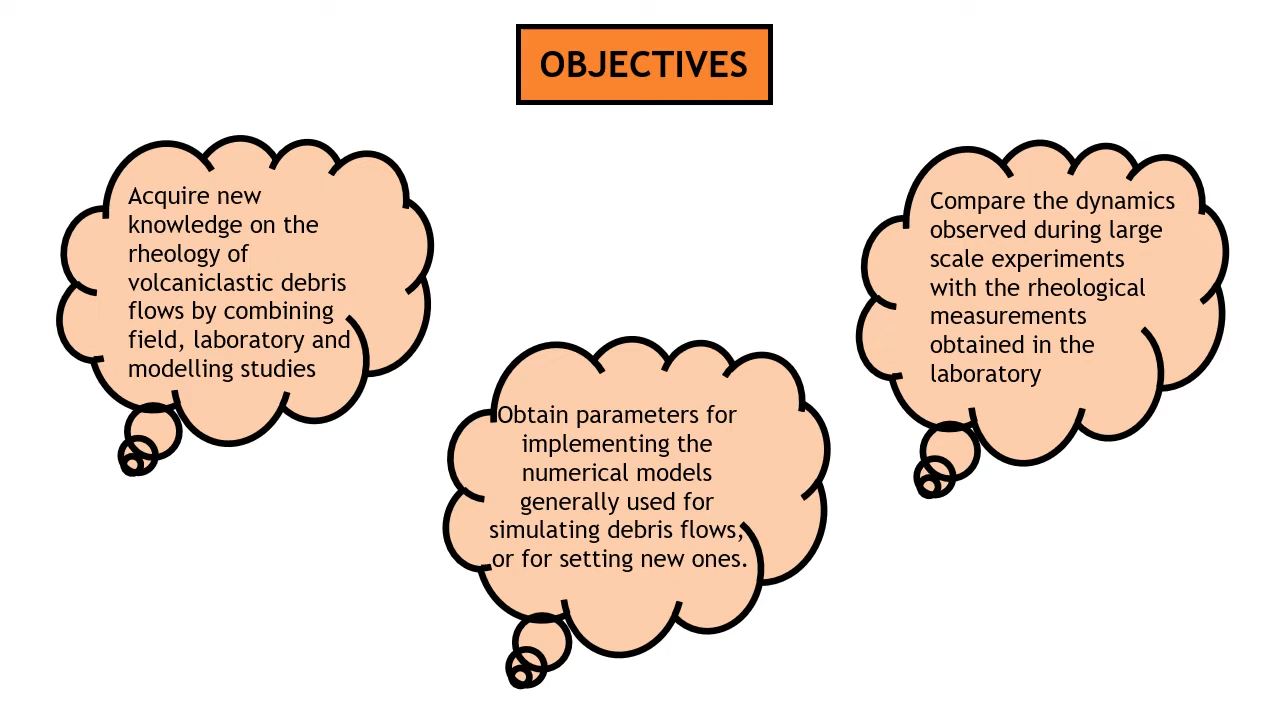 OBJECTIVES
Acquire new
knowledge on the
rheology of
volcaniclastic debris
flows by combining
field, laboratory and
modelling studies
Obtain parameters for
implementing the
numerical models
generally used for
simulating debris flows,
or for setting new ones.
Compare the dynamics
observed during large
scale experiments
with the rheological
measurements
obtained in the
laboratory